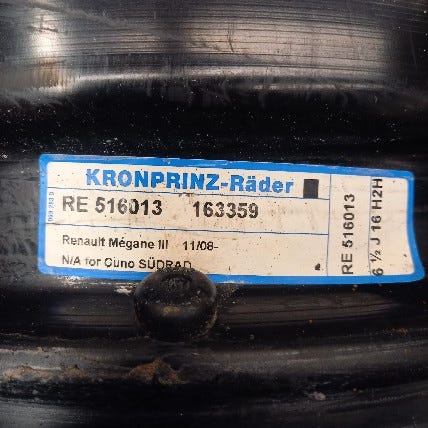 KRONPRINZ-Räder
RE 516013 163359
Renault Mégane III 11/08-
N/A for Cuno SÜDRAD
RE 516013
6 ½ J 16 H2H